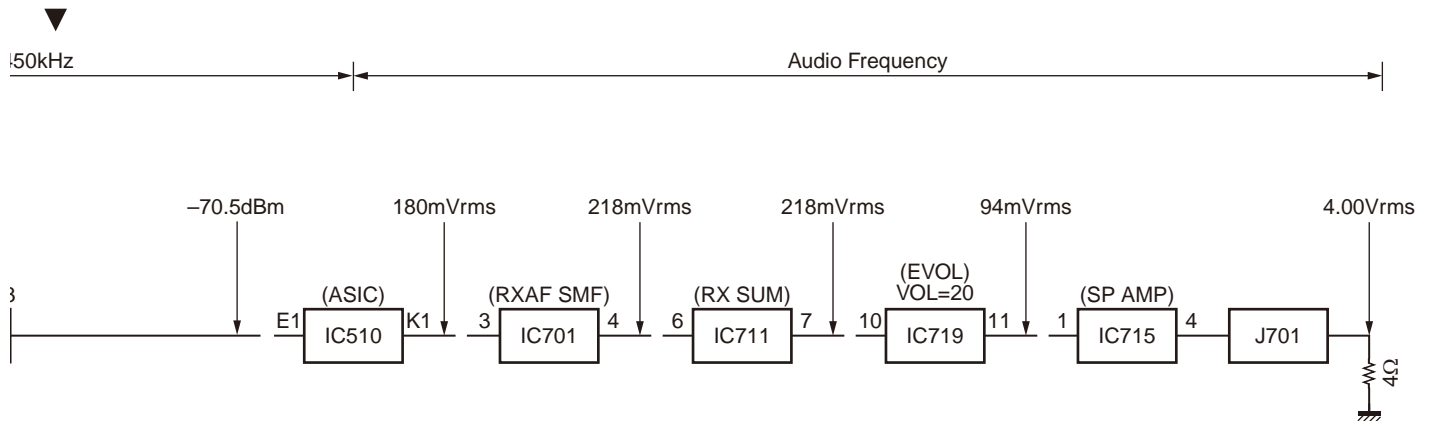 450kHz
Audio Frequency
–70.5dBm
180mVrms
218mVrms
218mVrms
94mVrms
4.00Vrms
(ASIC)
(RXAF SMF)
(RX SUM)
(EVOL)
VOL=20
(SP AMP)
E1
IC510
K1
3
IC701
4
6
IC711
7
10
IC719
11
1
IC715
4
J701
4Ω